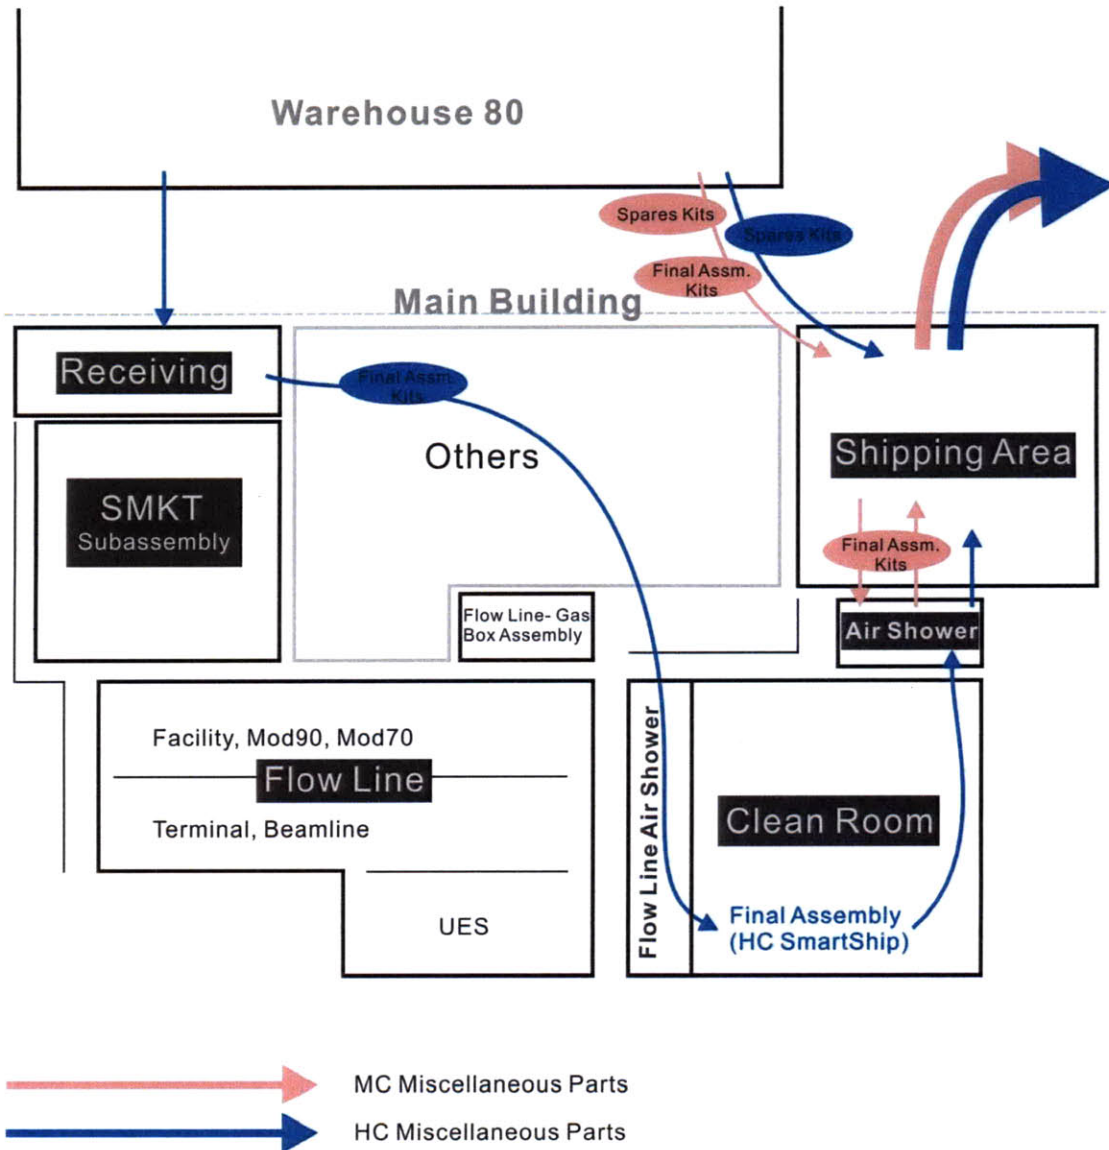 Warehouse 80
Spares Kits
Spares Kits
Final Assm.
Kits
Main Building
Receiving
Final Assm.
Kits
Others
Shipping Area
SMKT
Subassembly
Final Assm.
Kits
Flow Line- Gas
Box Assembly
Air Shower
Facility, Mod90, Mod70
Flow Line
Terminal, Beamline
UES
Flow Line Air Shower
Clean Room
Final Assembly
(HC SmartShip)
MC Miscellaneous Parts
HC Miscellaneous Parts